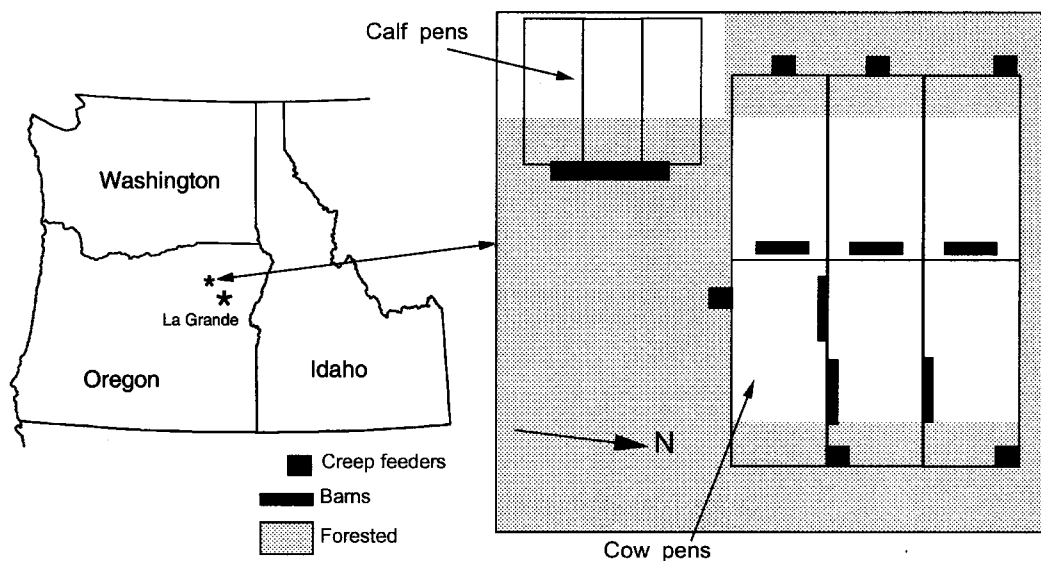 Calf pens
Washington
*
*
La Grande
Oregon
Idaho
N
Creep feeders
Barns
Forested
Cow pens